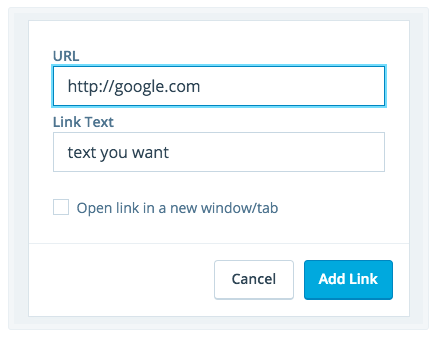 URL
http://google.com
Link Text
text you want
Open link in a new window/tab
Cancel
Add Link